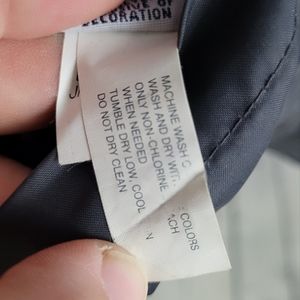 DECORATION
MACHINE WASH
WASH AND DRY WITH COLORS
ONLY NON-CHLORINE
WHEN NEEDED
TUMBLE DRY LOW, COOL
DO NOT DRY CLEAN